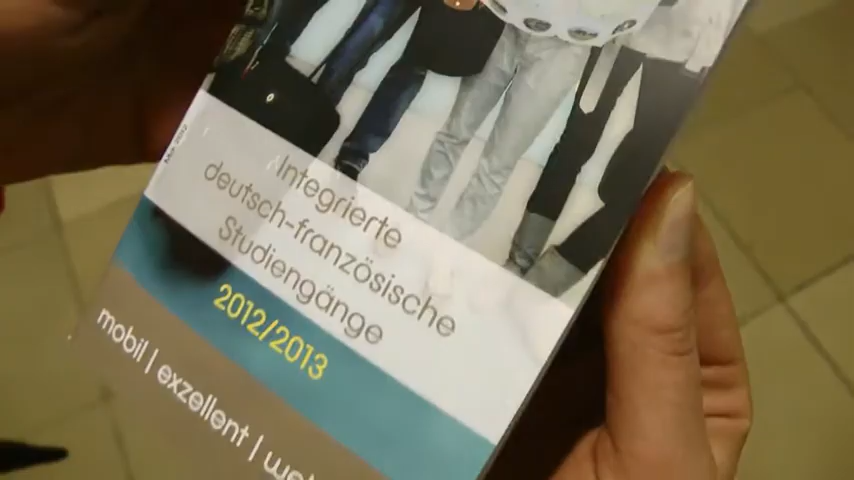 Integrierte
deutsch-französische
Studiengänge
2012/2013
mobil | exzellent |